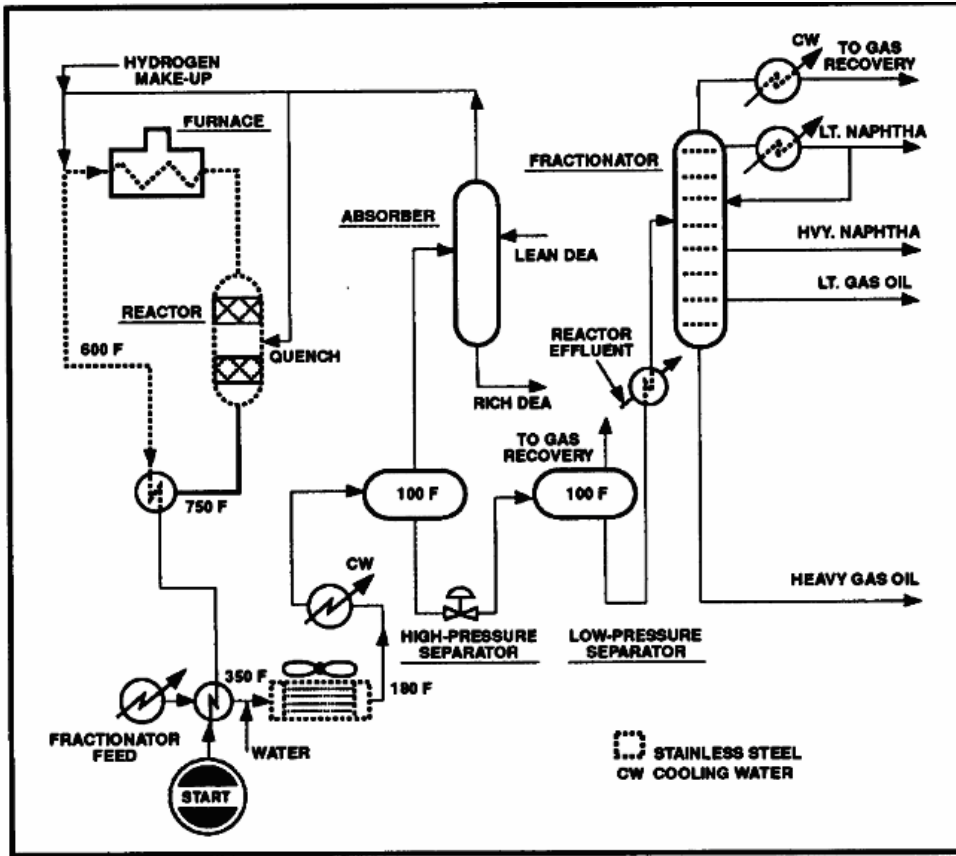 HYDROGEN
MAKE-UP
CW
TO GAS
RECOVERY
FURNACE
LT. NAPHTHA
FRACTIONATOR
ABSORBER
LEAN DEA
HVY. NAPHTHA
LT. GAS OIL
REACTOR
QUENCH
600 F
REACTOR
EFFLUENT
RICH DEA
TO GAS
RECOVERY
750 F
100 F
100 F
CW
HEAVY GAS OIL
HIGH-PRESSURE
SEPARATOR
LOW-PRESSURE
SEPARATOR
350 F
180 F
FRACTIONATOR
FEED
WATER
START
STAINLESS STEEL
CW COOLING WATER